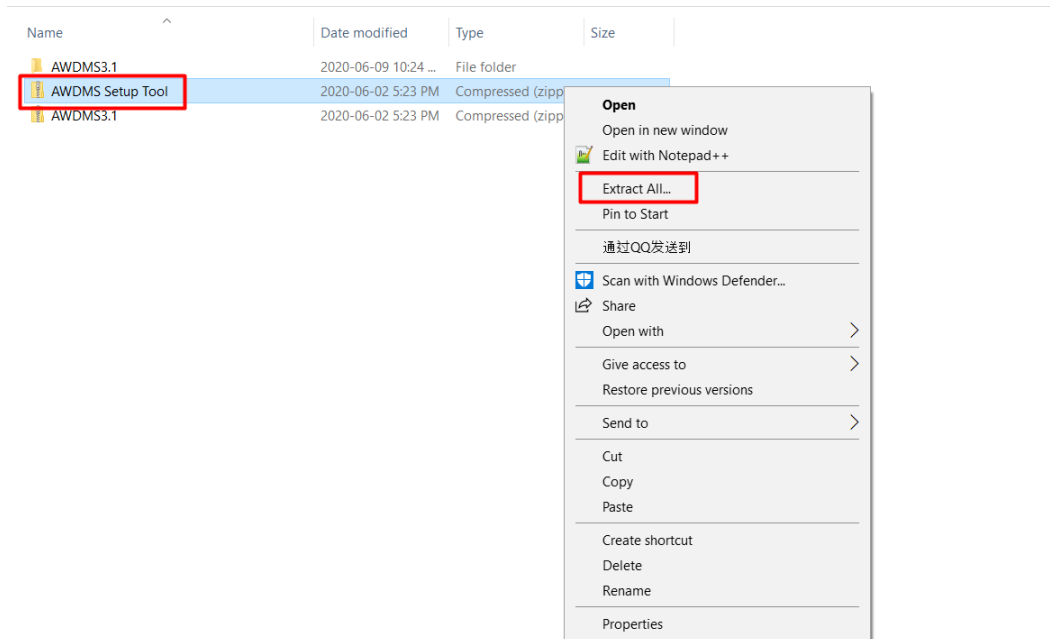 Name Date modified Type Size
AWDMS3.1 2020-06-09 10:24 ... File folder
AWDMS Setup Tool 2020-06-02 5:23 PM Compressed (zipp
AWDMS3.1 2020-06-02 5:23 PM Compressed (zipp
Open
Open in new window
Edit with Notepad++
Extract All...
Pin to Start
通过QQ发送到
Scan with Windows Defender...
Share
Open with
Give access to
Restore previous versions
Send to
Cut
Copy
Paste
Create shortcut
Delete
Rename
Properties